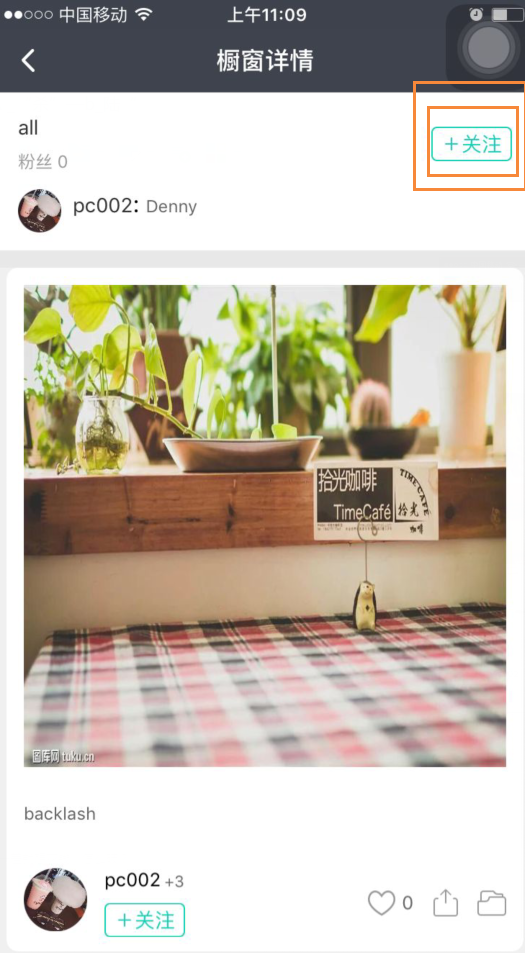 中国移动
上午11:09
橱窗详情
all
+关注
粉丝 0
pc002: Denny
拾光咖啡
TimeCafé
TIME CAFE
拾光
咖啡
图库网 tuku.cn
backlash
pc002 +3
+关注
0